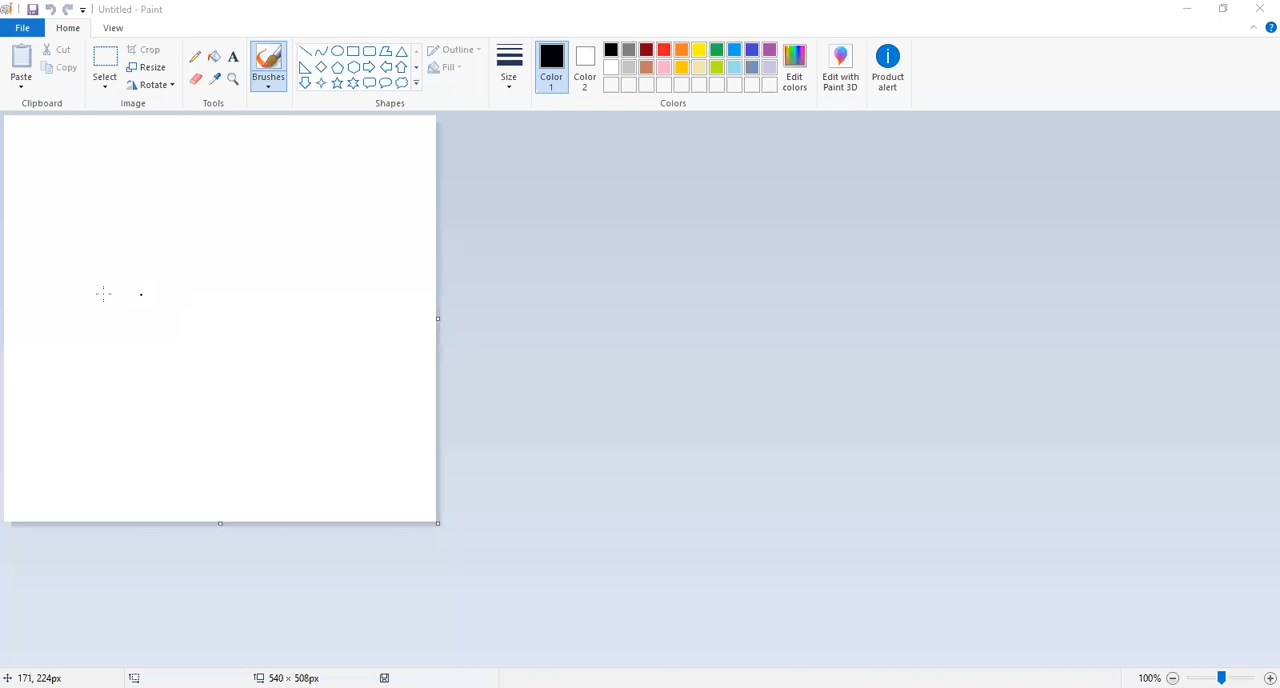 Untitled - Paint
File Home View
Paste Cut Copy Select Crop Resize Rotate Brushes Outline Fill Size Color 1 Color 2 Edit colors Edit with Paint 3D Product alert
A
Clipboard Image Tools Shapes Colors
171, 224px 540 × 508px 100%